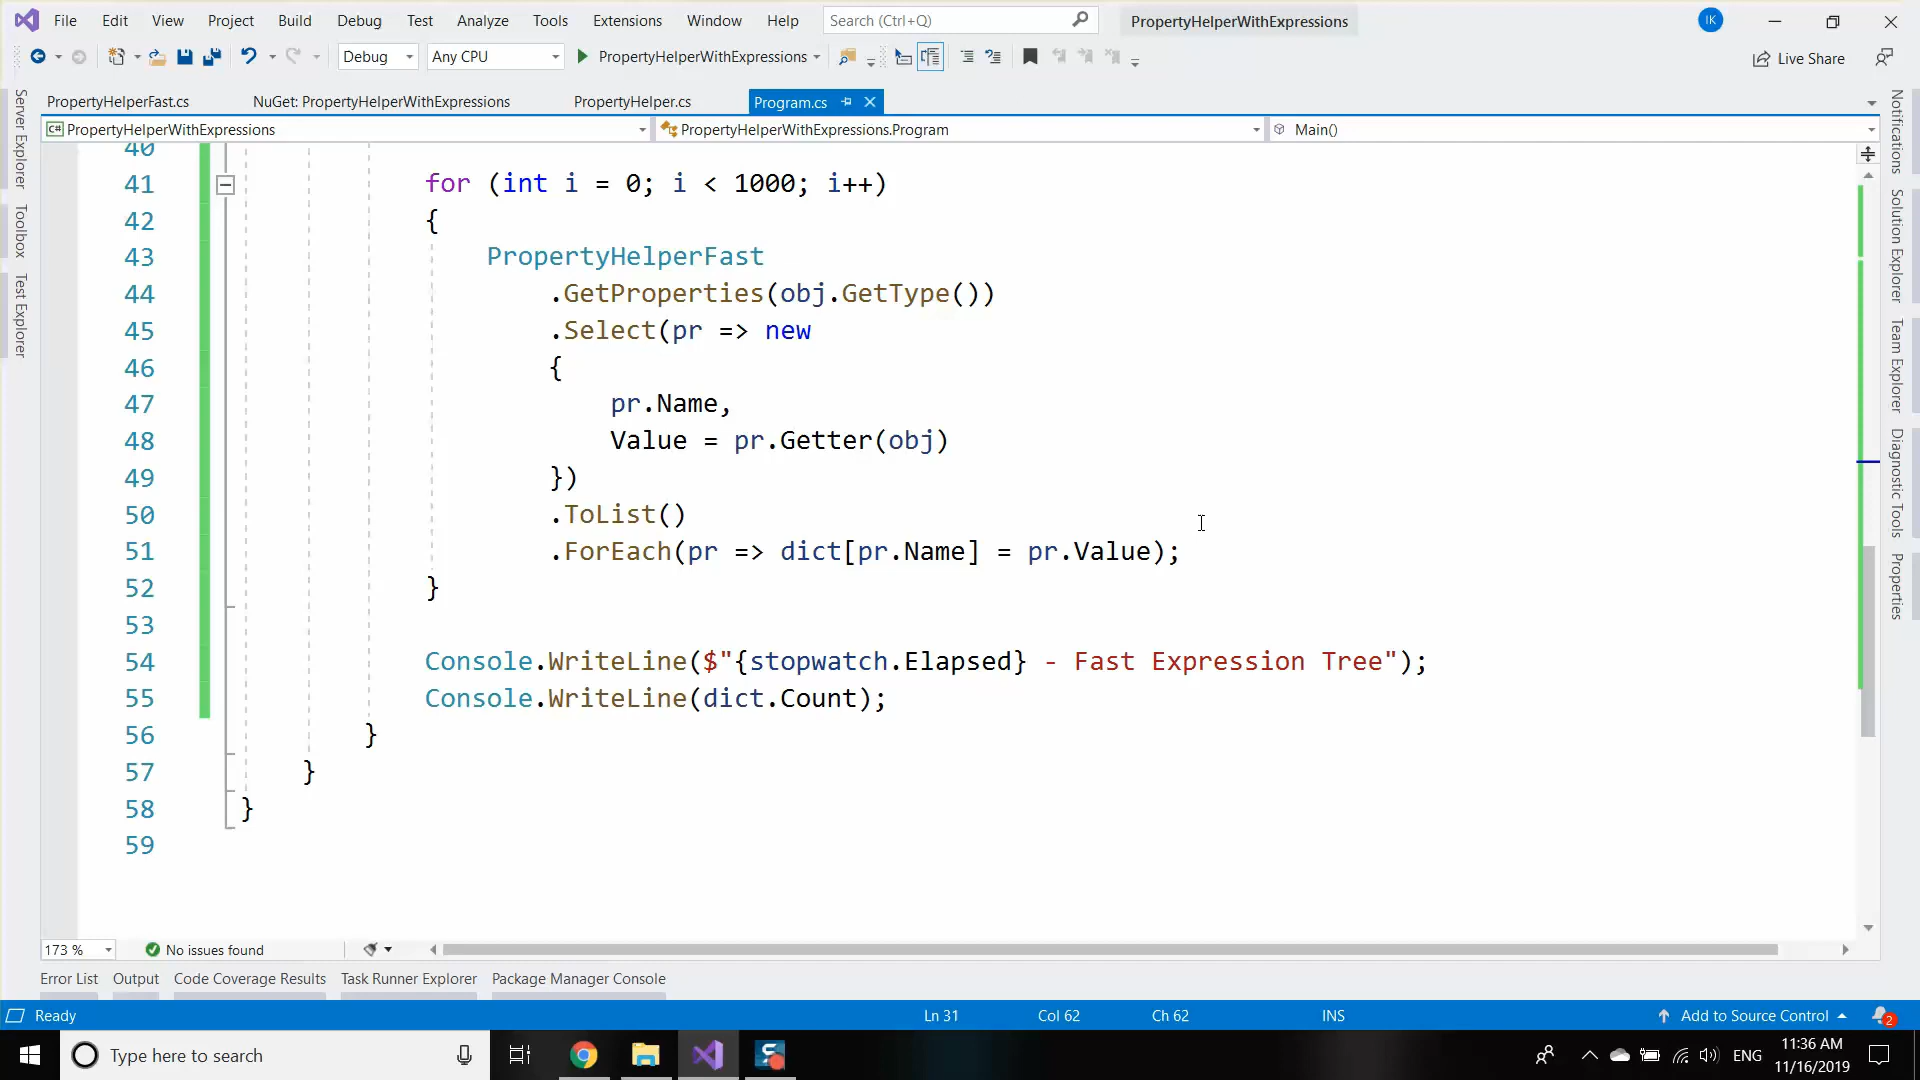 File Edit View Project Build Debug Test Analyze Tools Extensions Window Help Search (Ctrl+Q) PropertyHelperWithExpressions IK
Debug Any CPU PropertyHelperWithExpressions Live Share
PropertyHelperFast.cs NuGet: PropertyHelperWithExpressions PropertyHelper.cs Program.cs
C# PropertyHelperWithExpressions PropertyHelperWithExpressions.Program Main()
Server Explorer
Toolbox
Test Explorer
40
41 for (int i = 0; i < 1000; i++)
42 {
43 PropertyHelperFast
44 .GetProperties(obj.GetType())
45 .Select(pr => new
46 {
47 pr.Name,
48 Value = pr.Getter(obj)
49 })
50 .ToList()
51 .ForEach(pr => dict[pr.Name] = pr.Value);
52 }
53
54 Console.WriteLine($"{stopwatch.Elapsed} - Fast Expression Tree");
55 Console.WriteLine(dict.Count);
56 }
57 }
58 }
59
Notifications
Solution Explorer
Team Explorer
Diagnostic Tools
Properties
173 % No issues found
Error List Output Code Coverage Results Task Runner Explorer Package Manager Console
Ready Ln 31 Col 62 Ch 62 INS Add to Source Control 2
Type here to search ENG 11:36 AM
11/16/2019